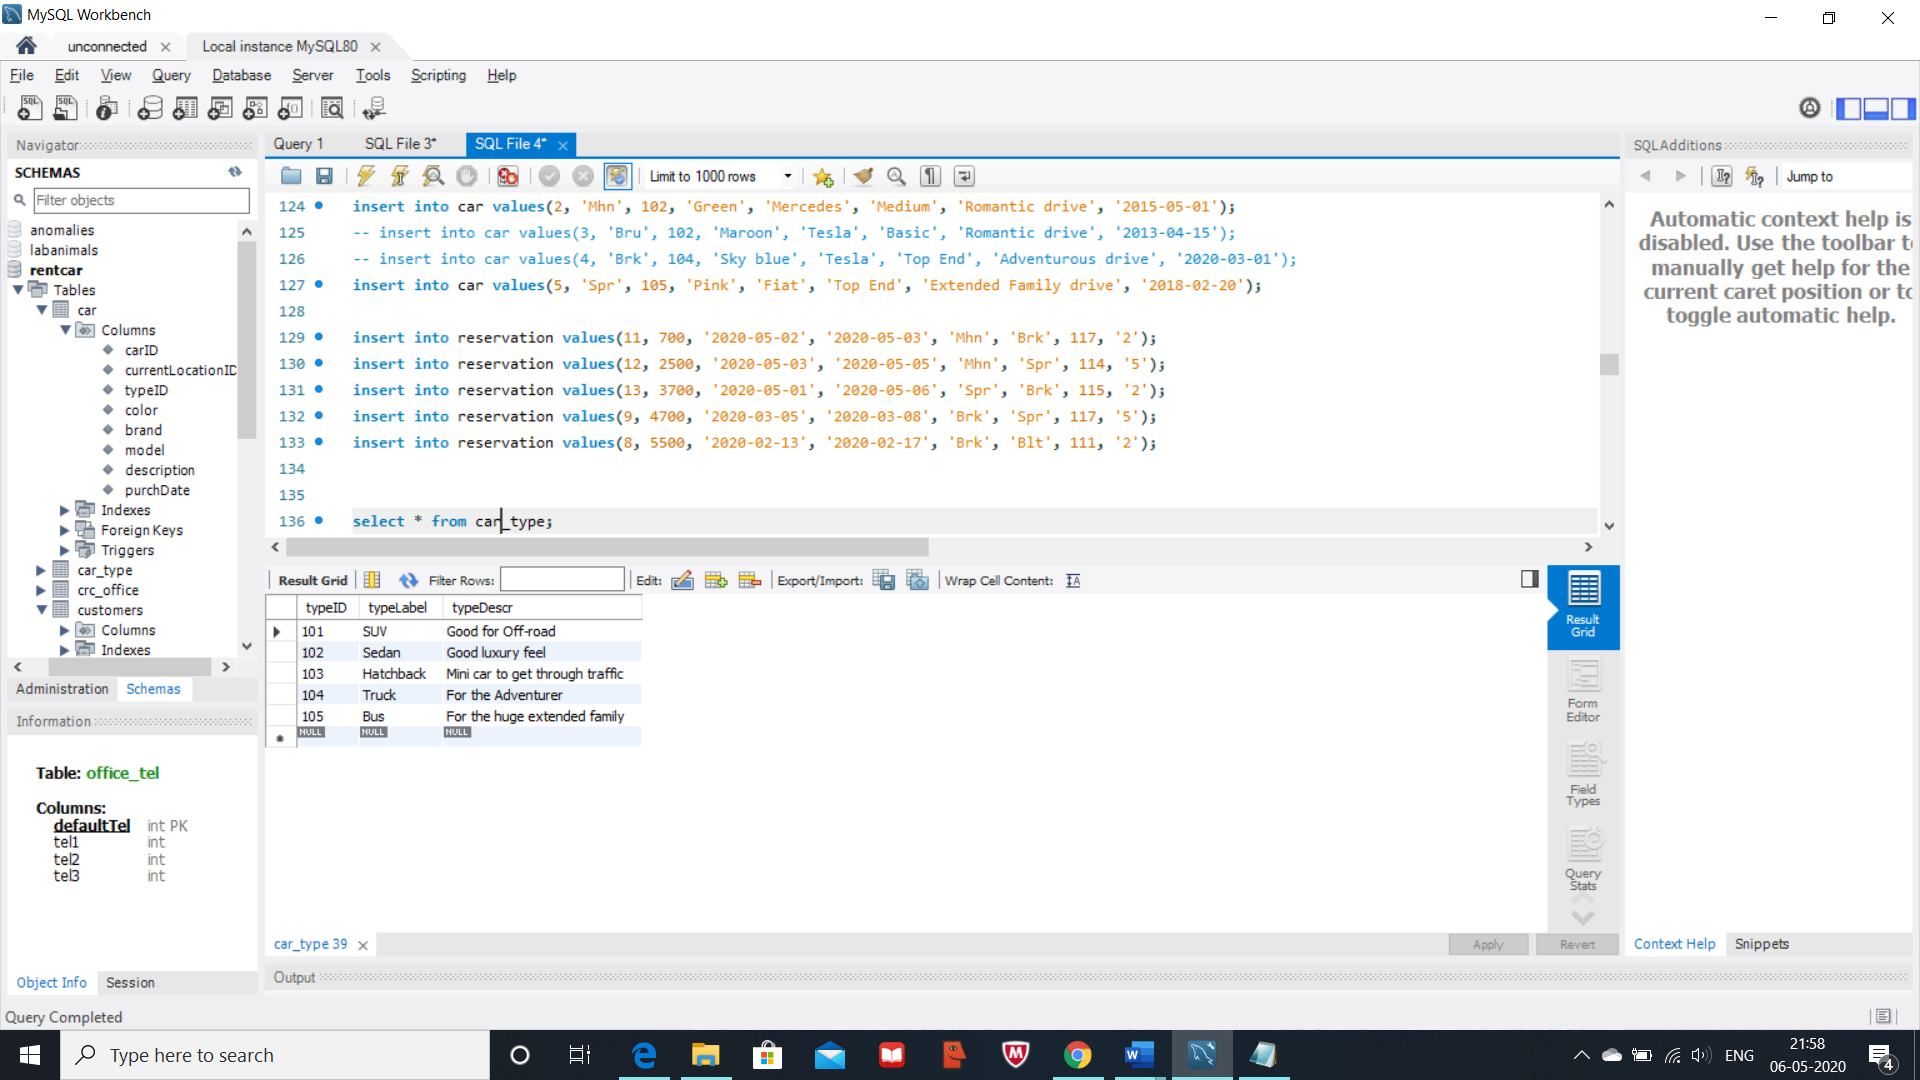 MySQL Workbench
unconnected
Local instance MySQL80
File Edit View Query Database Server Tools Scripting Help
Navigator
SCHEMAS
Filter objects
anomalies
labanimals
rentcar
Tables
car
Columns
carID
currentLocationID
typeID
color
brand
model
description
purchDate
Indexes
Foreign Keys
Triggers
car_type
crc_office
customers
Columns
Indexes
Administration Schemas
Information
Table: office_tel
Columns:
defaultTel int PK
tel1 int
tel2 int
tel3 int
Object Info Session
Query Completed
Query 1 SQL File 3* SQL File 4*
Limit to 1000 rows
124 insert into car values(2, 'Mhn', 102, 'Green', 'Mercedes', 'Medium', 'Romantic drive', '2015-05-01');
125 -- insert into car values(3, 'Bru', 102, 'Maroon', 'Tesla', 'Basic', 'Romantic drive', '2013-04-15');
126 -- insert into car values(4, 'Brk', 104, 'Sky blue', 'Tesla', 'Top End', 'Adventurous drive', '2020-03-01');
127 insert into car values(5, 'Spr', 105, 'Pink', 'Fiat', 'Top End', 'Extended Family drive', '2018-02-20');
128
129 insert into reservation values(11, 700, '2020-05-02', '2020-05-03', 'Mhn', 'Brk', 117, '2');
130 insert into reservation values(12, 2500, '2020-05-03', '2020-05-05', 'Mhn', 'Spr', 114, '5');
131 insert into reservation values(13, 3700, '2020-05-01', '2020-05-06', 'Spr', 'Brk', 115, '2');
132 insert into reservation values(9, 4700, '2020-03-05', '2020-03-08', 'Brk', 'Spr', 117, '5');
133 insert into reservation values(8, 5500, '2020-02-13', '2020-02-17', 'Brk', 'Blt', 111, '2');
134
135
136 select * from car_type;
Result Grid Filter Rows: Edit: Export/Import: Wrap Cell Content:
typeID typeLabel typeDescr
101 SUV Good for Off-road
102 Sedan Good luxury feel
103 Hatchback Mini car to get through traffic
104 Truck For the Adventurer
105 Bus For the huge extended family
NULL NULL NULL
Result
Grid
Form
Editor
Field
Types
Query
Stats
car_type 39
Apply Revert
Output
SQLAdditions
Jump to
Automatic context help is
disabled. Use the toolbar to
manually get help for the
current caret position or to
toggle automatic help.
Context Help Snippets
Type here to search
ENG
21:58
06-05-2020
4